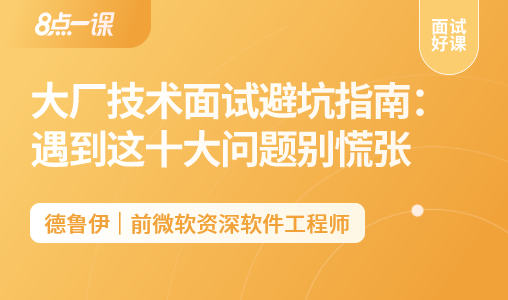 8点一课
面试
好课
大厂技术面试避坑指南：
遇到这十大问题别慌张
德鲁伊｜前微软资深软件工程师